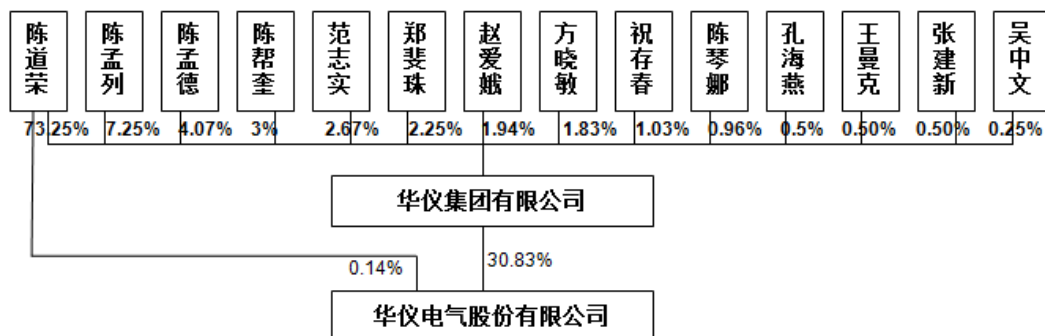 陈道荣
陈孟列
陈孟德
陈帮奎
范志实
郑斐珠
赵爱娥
方晓敏
祝存春
陈琴娜
孔海燕
王曼克
张建新
吴中文
73.25% 7.25% 4.07% 3% 2.67% 2.25% 1.94% 1.83% 1.03% 0.96% 0.5% 0.50% 0.50% 0.25%
华仪集团有限公司
0.14% 30.83%
华仪电气股份有限公司